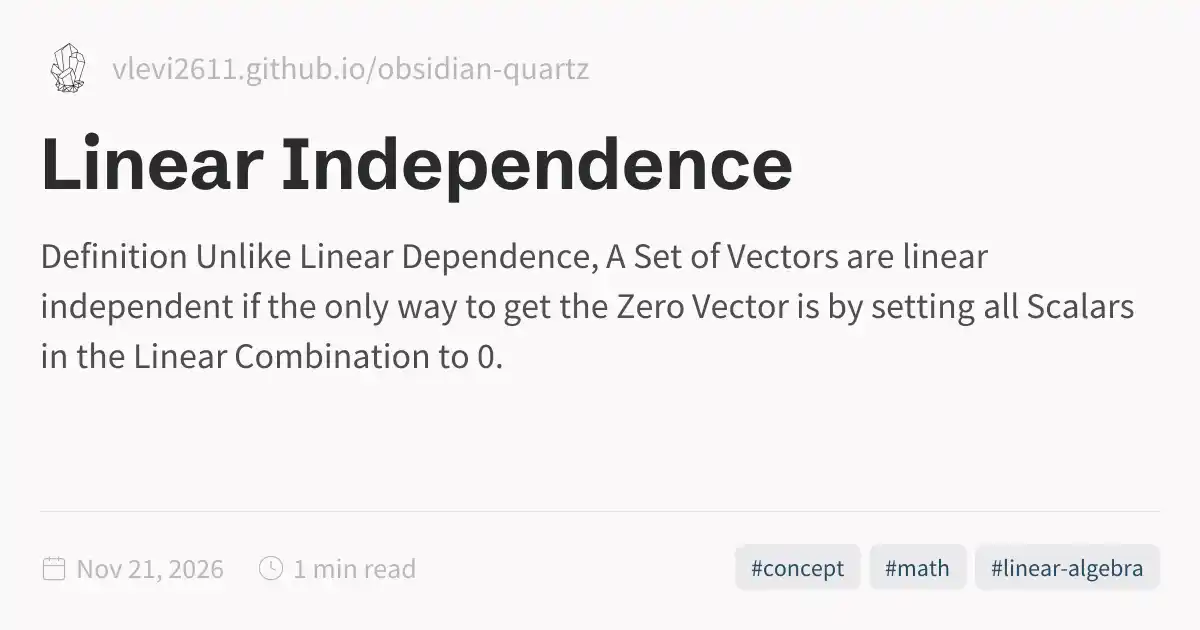 vlevi2611.github.io/obsidian-quartz
Linear Independence
Definition Unlike Linear Dependence, A Set of Vectors are linear
independent if the only way to get the Zero Vector is by setting all Scalars
in the Linear Combination to 0.
Nov 21, 2026 1 min read #concept #math #linear-algebra